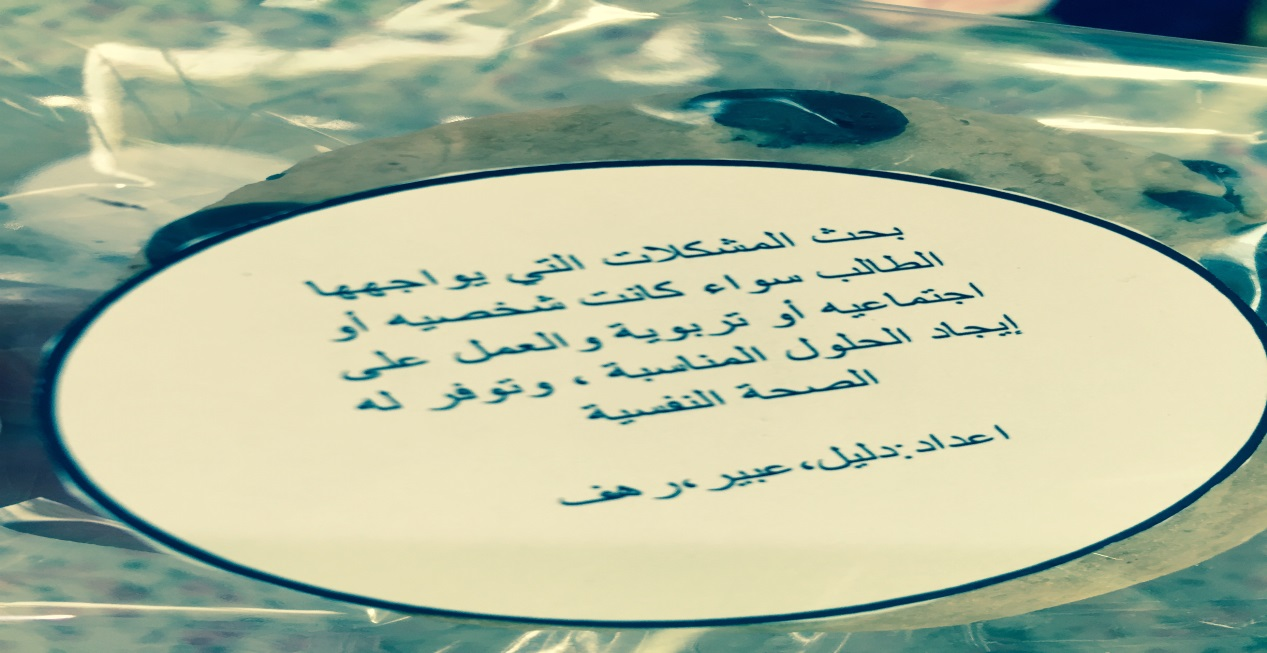 بحث المشكلات التي يواجهها
الطالب سواء كانت شخصيه أو
اجتماعيه أو تربوية والعمل على
إيجاد الحلول المناسبة ، وتوفر له
الصحة النفسية
اعداد:دليل، عبير ،رهف